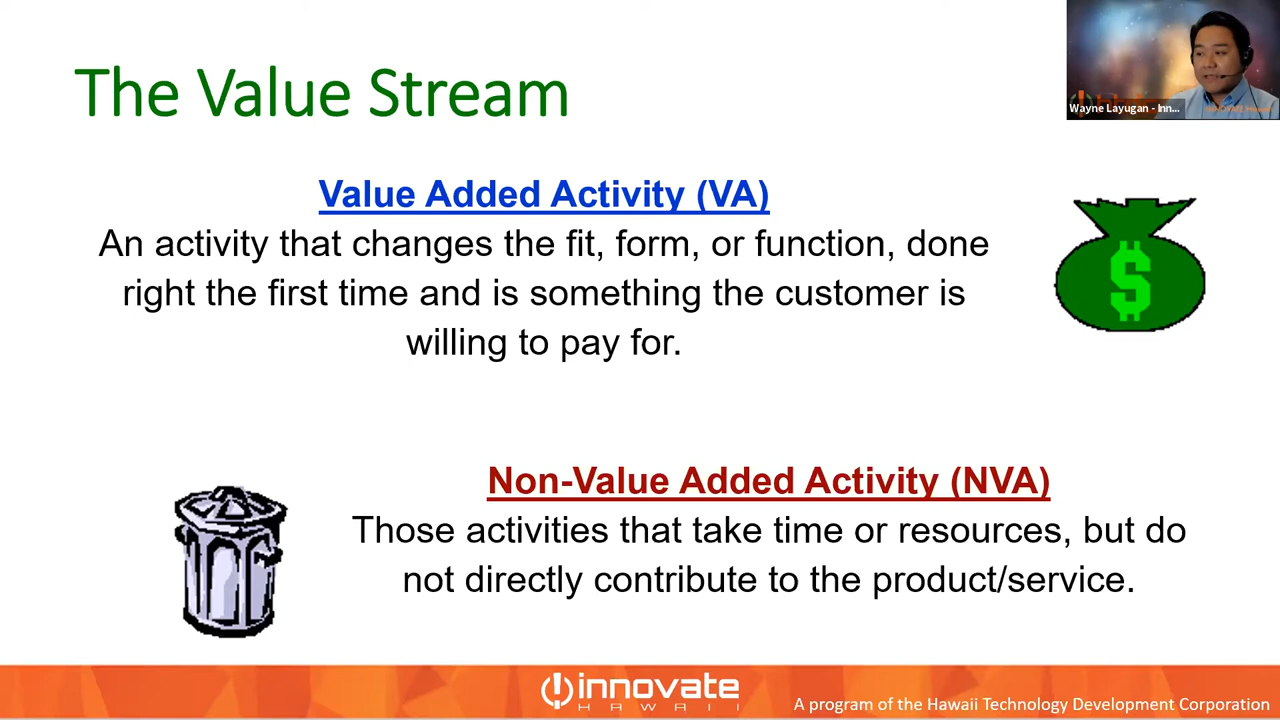 The Value Stream
Wayne Layugan - Inn...
Value Added Activity (VA)
An activity that changes the fit, form, or function, done
right the first time and is something the customer is
willing to pay for.
$
Non-Value Added Activity (NVA)
Those activities that take time or resources, but do
not directly contribute to the product/service.
innovate
HAWAII
A program of the Hawaii Technology Development Corporation